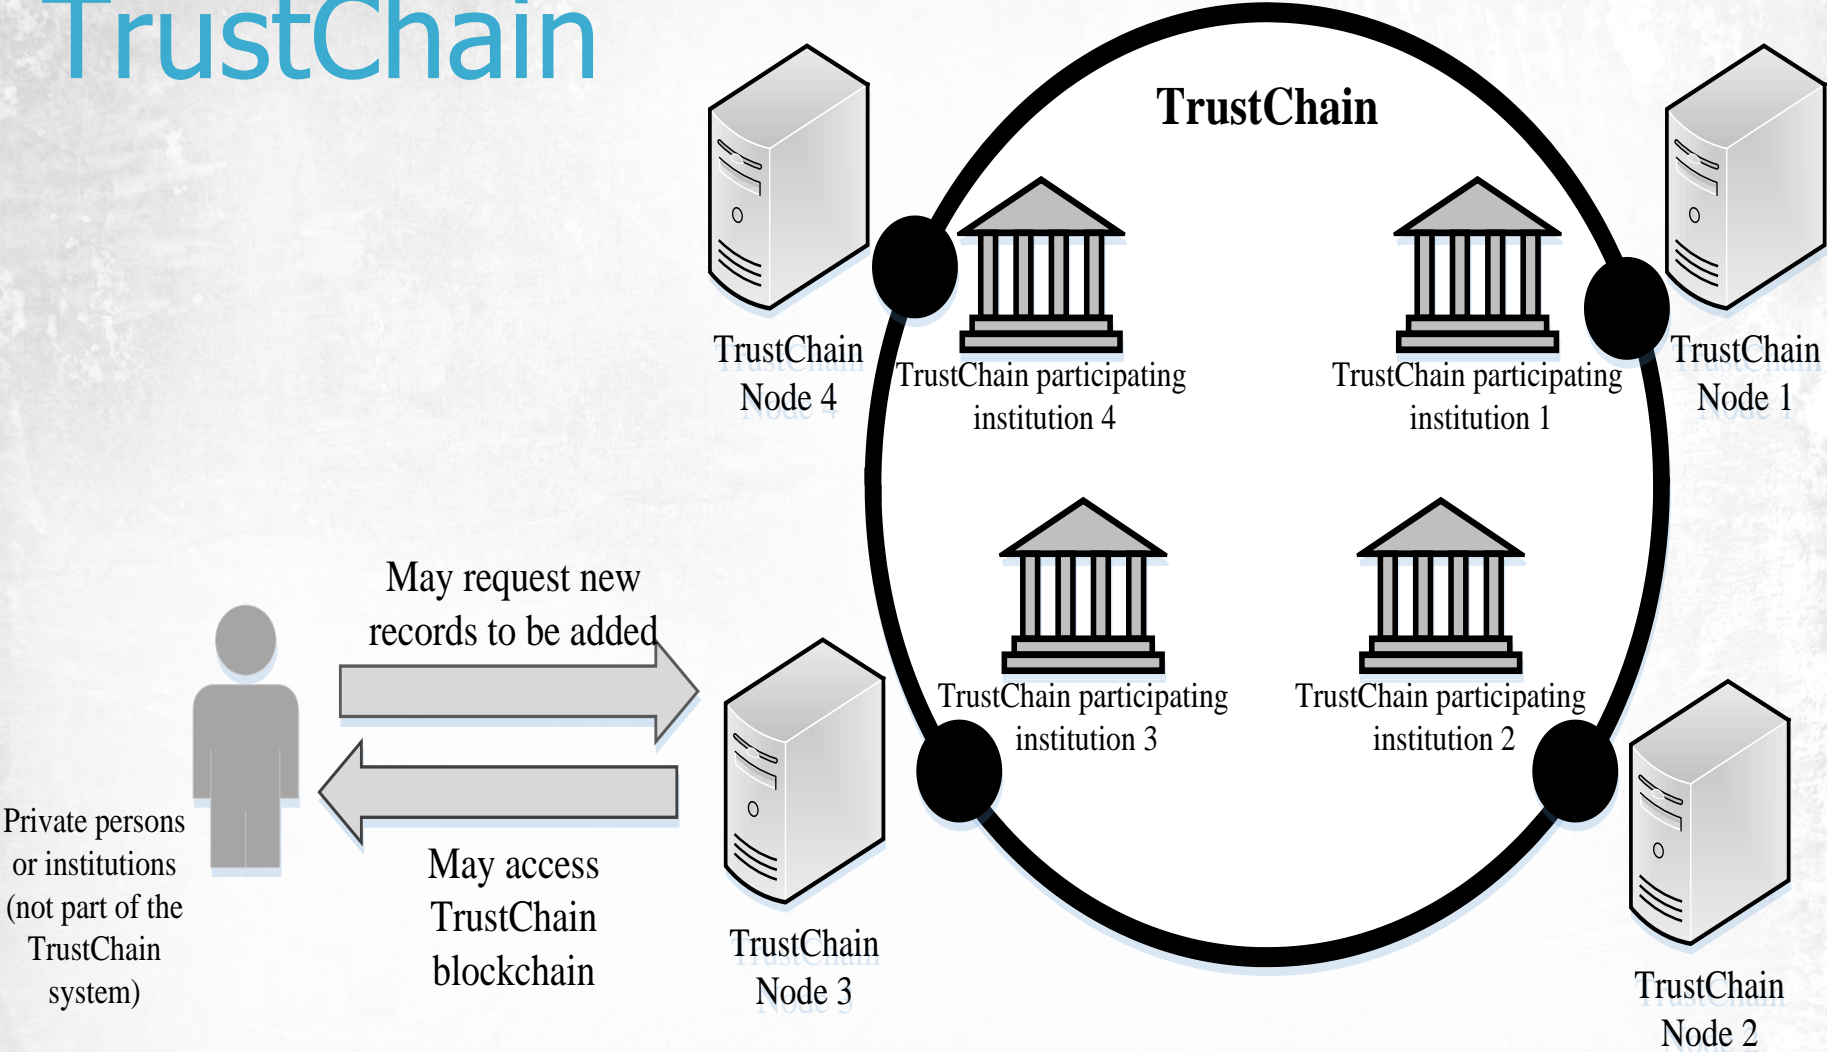 TrustChain
TrustChain
TrustChain
Node 4
TrustChain participating
institution 4
TrustChain participating
institution 1
TrustChain
Node 1
May request new
records to be added
TrustChain participating
institution 3
TrustChain participating
institution 2
Private persons
or institutions
(not part of the
TrustChain
system)
May access
TrustChain
blockchain
TrustChain
Node 3
TrustChain
Node 2